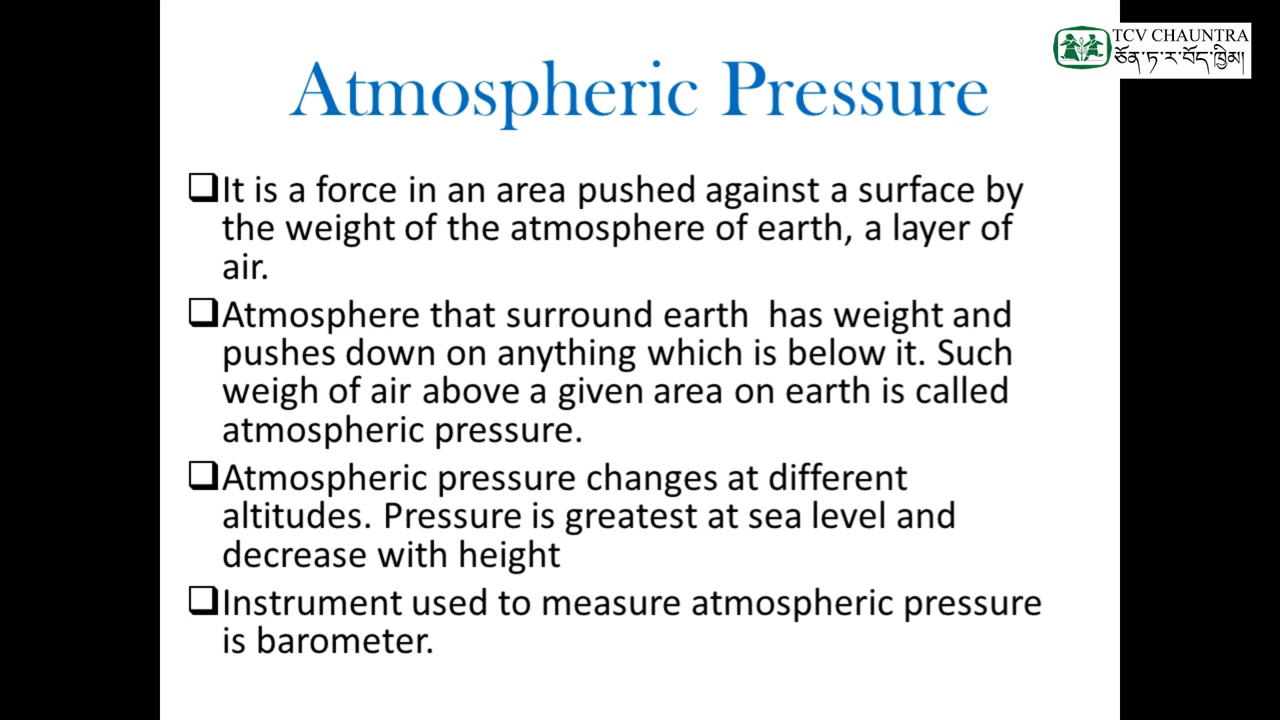 TCV CHAUNTRA
ཅོན་ཏ་ར་བོད་ཁྱིམ།
Atmospheric Pressure
❑It is a force in an area pushed against a surface by
the weight of the atmosphere of earth, a layer of
air.
❑Atmosphere that surround earth  has weight and
pushes down on anything which is below it. Such
weigh of air above a given area on earth is called
atmospheric pressure.
❑Atmospheric pressure changes at different
altitudes. Pressure is greatest at sea level and
decrease with height
❑Instrument used to measure atmospheric pressure
is barometer.